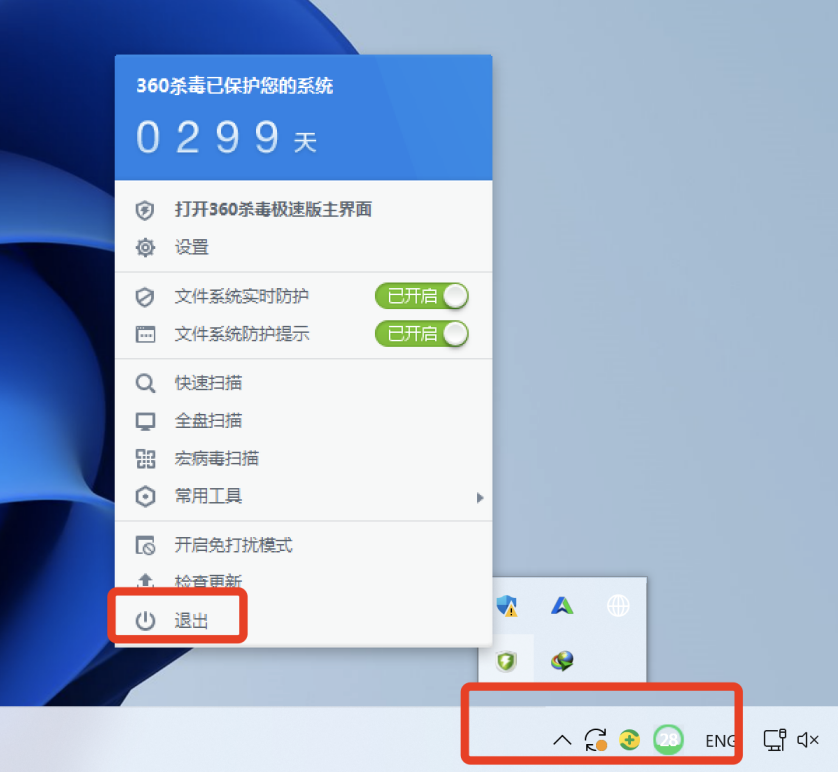 360杀毒已保护您的系统
0299天
打开360杀毒极速版主界面
设置
文件系统实时防护 已开启
文件系统防护提示 已开启
快速扫描
全盘扫描
宏病毒扫描
常用工具
开启免打扰模式
检查更新
退出
28 ENG